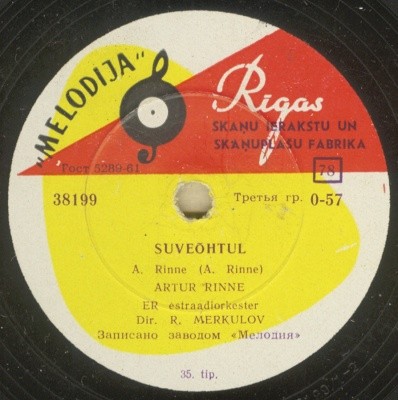 "MELODIJA"
Rīgas
SKAŅU IERAKSTU UN
SKAŅUPLAŠU FABRIKA
Гост 5289-61
78
38199
Третья гр. 0-57
SUVEÕHTUL
A. Rinne (A. Rinne)
ARTUR RINNE
ER estraadiorkester
Dir. R. MERKULOV
Записано заводом «Мелодия»
35. tip.